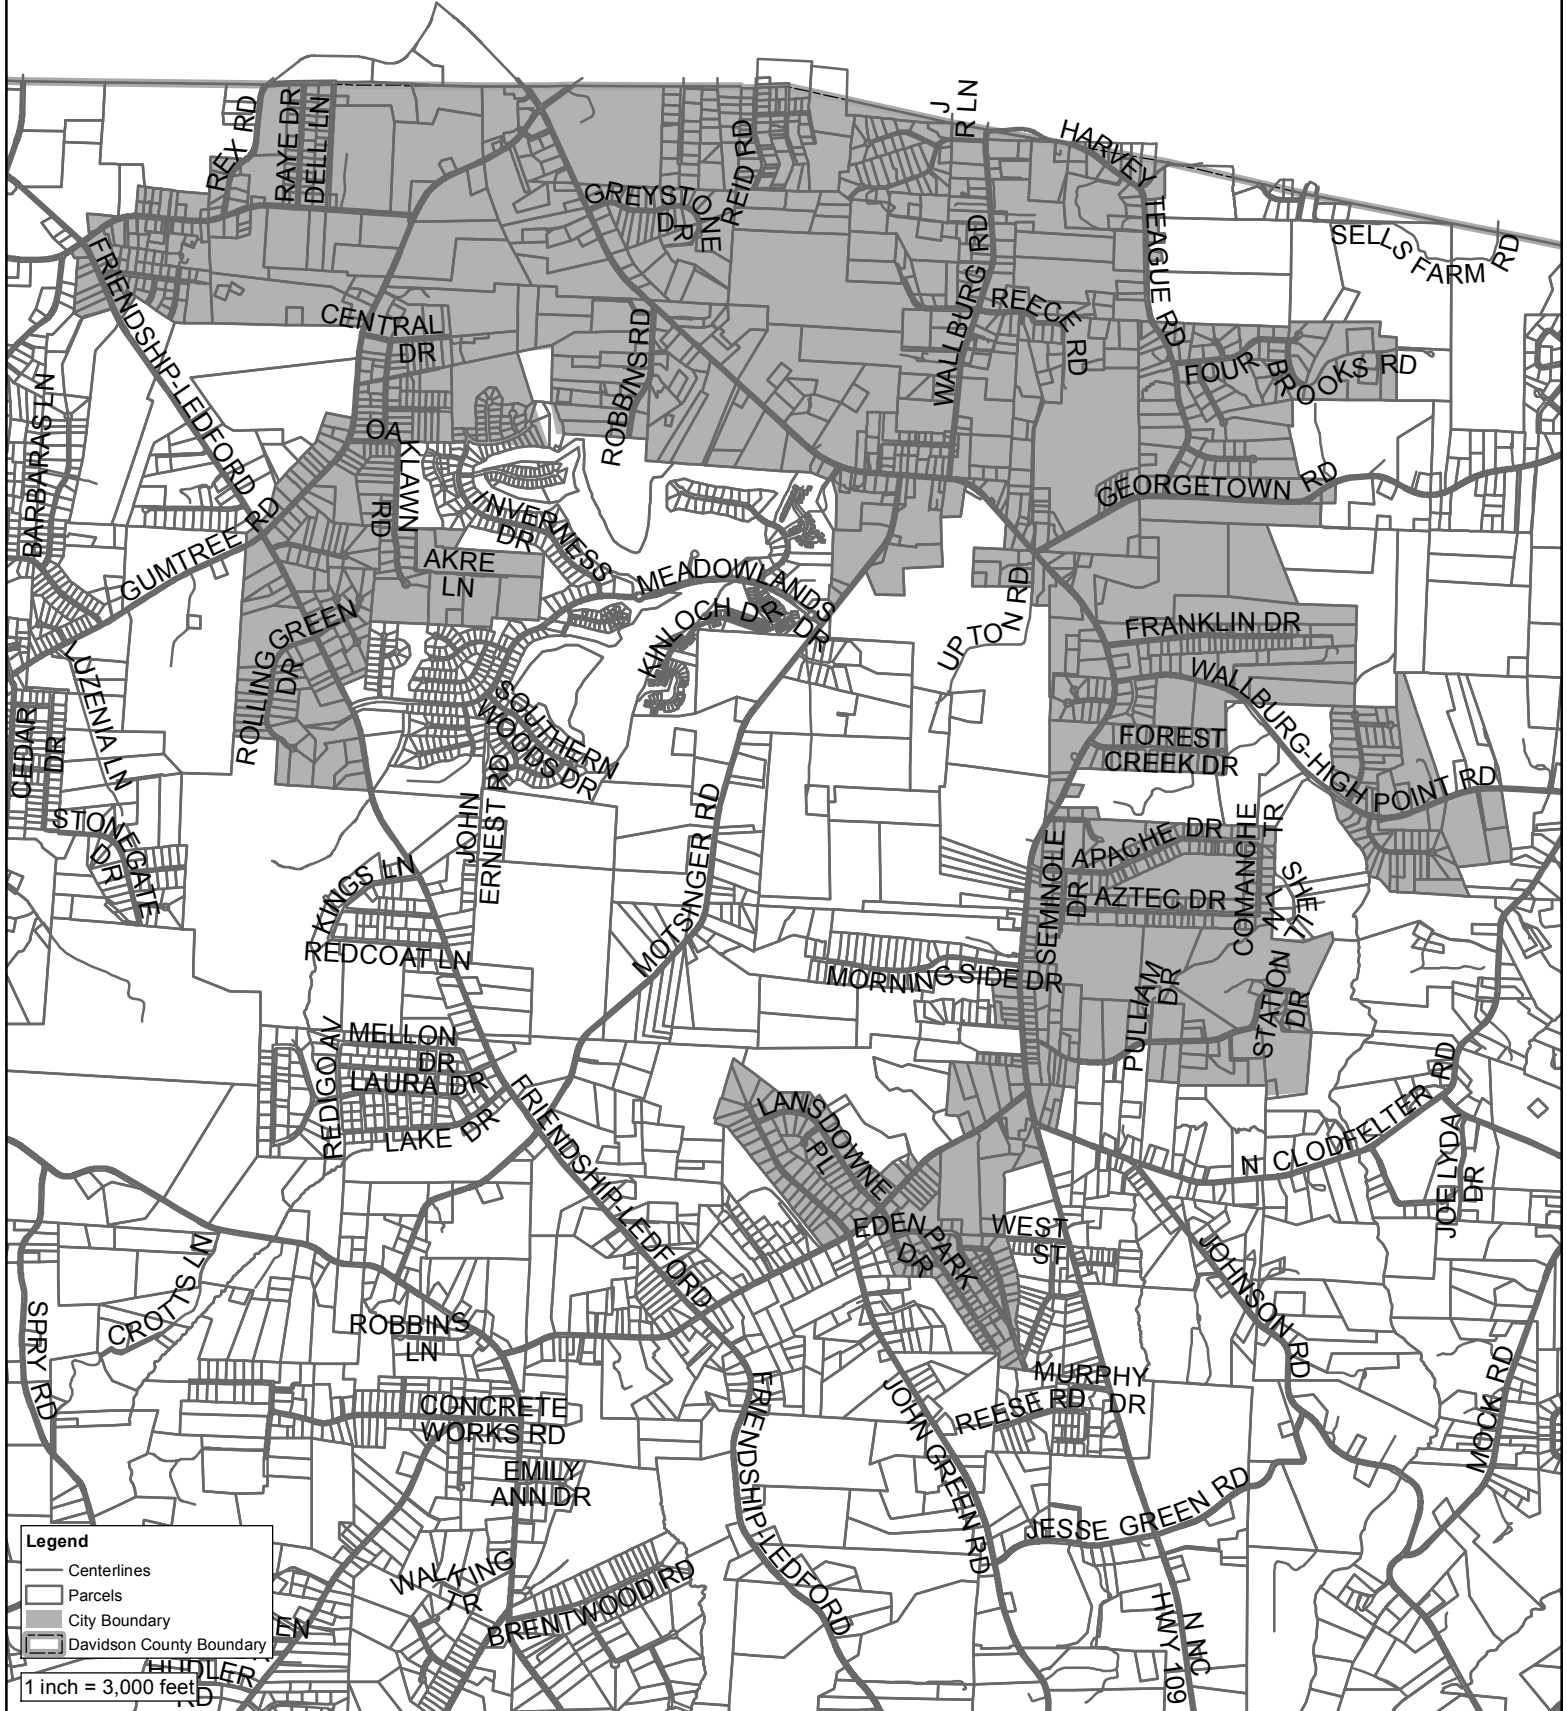 J
R LN
HARVEY
TEAGUE RD
REX RD
RAYE DR
DELL LN
GREYSTONE
DR
REID RD
WALLBURG RD
SELLS FARM RD
FRIENDSHIP-LEDFORD RD
CENTRAL
DR
ROBBINS RD
REECE RD
FOUR BROOKS RD
BARBARAS LN
OAKLAWN
RD
GUMTREE RD
INVERNESS
DR
GEORGETOWN RD
AKRE
LN
MEADOWLANDS
DR
KINLOCH DR
UPTON RD
FRANKLIN DR
ROLLING GREEN
DR
LUZENIA LN
WALLBURG-HIGH POINT RD
CEDAR
DR
SOUTHERN
WOODS DR
FOREST
CREEK DR
STONEGATE
DR
JOHN
ERNEST RD
MOTSINGER RD
SEMINOLE
DR
APACHE DR
COMANCHE
TR
AZTEC DR
KINGS LN
REDCOAT LN
MORNINGSIDE DR
PULLIAM
DR
STATION
DR
REDIGO AV
MELLON
DR
LAURA DR
LAKE DR
FRIENDSHIP-LEDFORD
LANSDOWNE
PL
N CLODFELTER RD
JOE LYDA
DR
EDEN PARK
DR
WEST
ST
JOHNSON RD
CROTTS LN
SPRY RD
ROBBINS
LN
MURPHY
DR
REESE RD
JOHN GREEN RD
MOCK RD
CONCRETE
WORKS RD
EMILY
ANN DR
FRIENDSHIP-LEDFORD
JESSE GREEN RD
WALKING
TR
BRENTWOOD RD
N NC
HWY 109
Legend
Centerlines
Parcels
City Boundary
Davidson County Boundary
EN
HUDLER
RD
1 inch = 3,000 feet